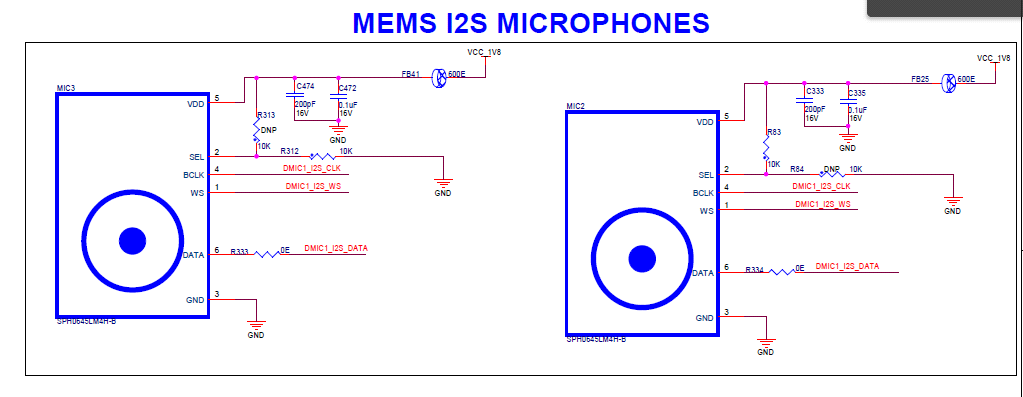 MEMS I2S MICROPHONES
VCC_1V8
FB41
600E
MIC3
C474
C472
VDD
5
200pF
0.1uF
16V
16V
R313
DNP
GND
10K
SEL
2
R312
10K
BCLK
4
DMIC1_I2S_CLK
WS
1
DMIC1_I2S_WS
GND
DATA
6
R333
0E
DMIC1_I2S_DATA
GND
3
SPH0645LM4H-B
GND
VCC_1V8
FB25
600E
MIC2
C333
C335
VDD
5
200pF
0.1uF
16V
16V
R83
GND
10K
SEL
2
R84
DNP
10K
BCLK
4
DMIC1_I2S_CLK
WS
1
DMIC1_I2S_WS
GND
DATA
6
R334
0E
DMIC1_I2S_DATA
GND
3
SPH0645LM4H-B
GND